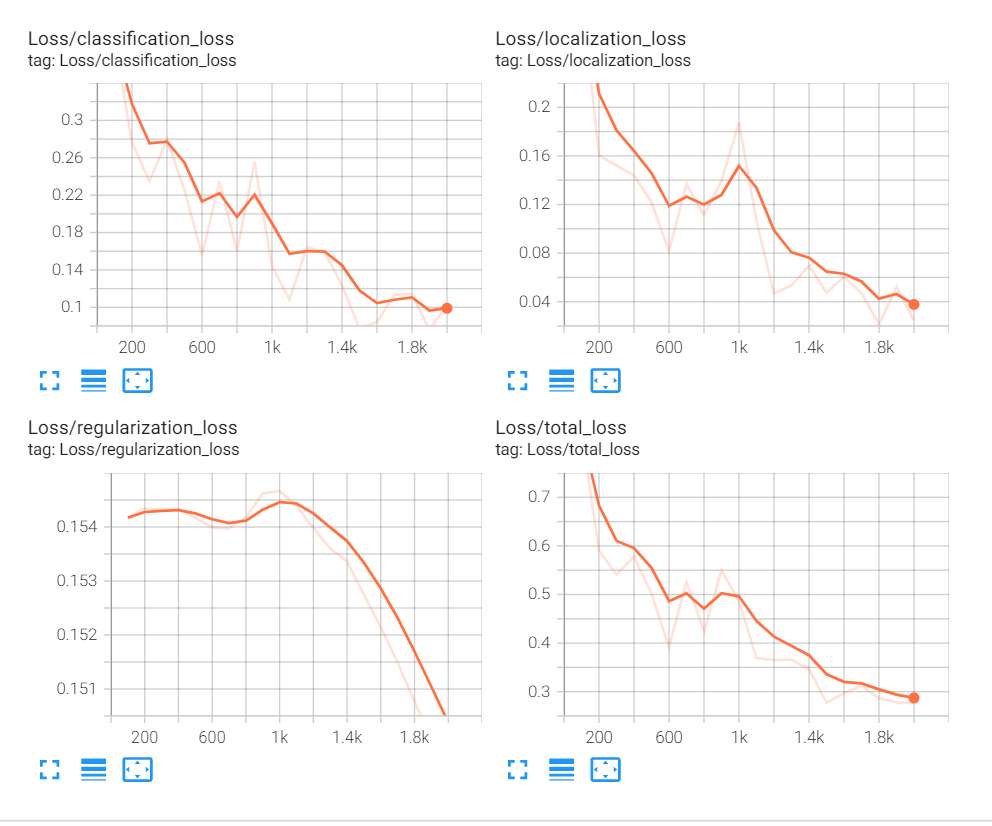 Loss/classification_loss
tag: Loss/classification_loss
0.3
0.26
0.22
0.18
0.14
0.1
200 600 1k 1.4k 1.8k
Loss/localization_loss
tag: Loss/localization_loss
0.2
0.16
0.12
0.08
0.04
200 600 1k 1.4k 1.8k
Loss/regularization_loss
tag: Loss/regularization_loss
0.154
0.153
0.152
0.151
200 600 1k 1.4k 1.8k
Loss/total_loss
tag: Loss/total_loss
0.7
0.6
0.5
0.4
0.3
200 600 1k 1.4k 1.8k